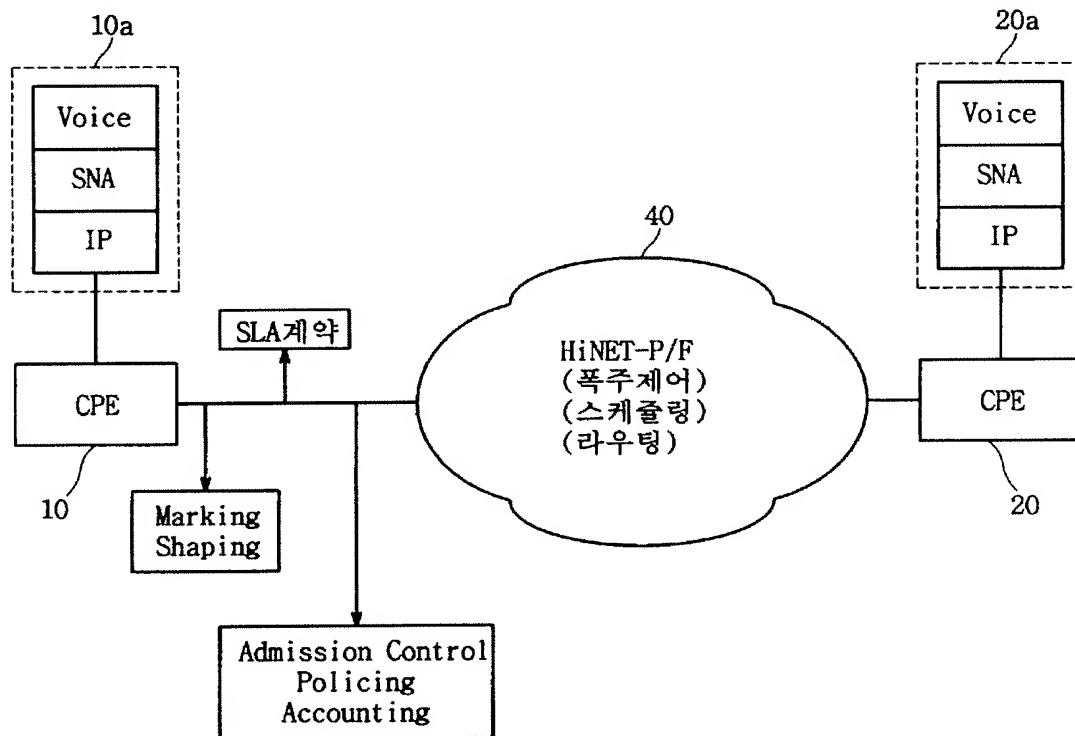 10a
20a
Voice
SNA
IP
Voice
SNA
IP
40
SLA계약
HiNET-P/F
(폭주제어)
(스케쥴링)
(라우팅)
CPE
CPE
10
20
Marking
Shaping
Admission Control
Policing
Accounting